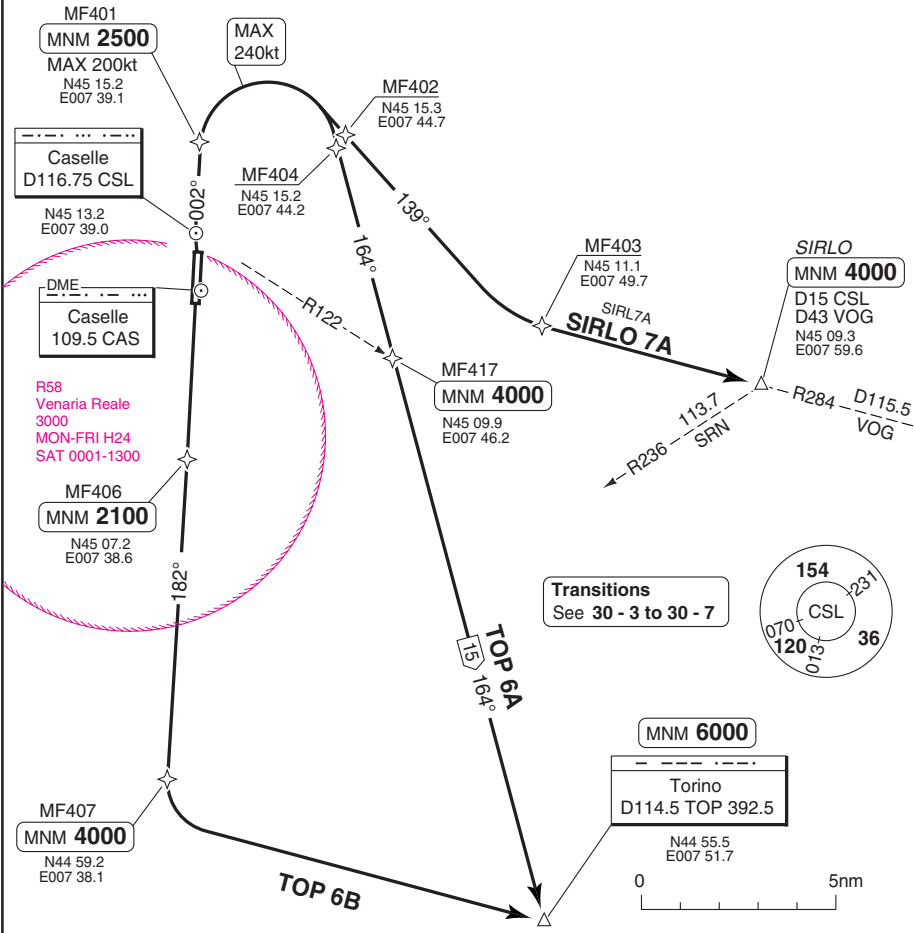 MF401
MNM 2500
MAX 200kt
N45 15.2
E007 39.1
MAX
240kt
MF402
N45 15.3
E007 44.7
Caselle
D116.75 CSL
N45 13.2
E007 39.0
002°
MF404
N45 15.2
E007 44.2
139°
164°
MF403
N45 11.1
E007 49.7
SIRL7A
SIRLO 7A
SIRLO
MNM 4000
D15 CSL
D43 VOG
N45 09.3
E007 59.6
DME
Caselle
109.5 CAS
R122
MF417
MNM 4000
N45 09.9
E007 46.2
R284
D115.5
VOG
113.7
SRN
R236
R58
Venaria Reale
3000
MON-FRI H24
SAT 0001-1300
MF406
MNM 2100
N45 07.2
E007 38.6
182°
Transitions
See 30 - 3 to 30 - 7
154
231
CSL
070
120
013
36
TOP 6A
15
164°
MNM 6000
Torino
D114.5 TOP 392.5
N44 55.5
E007 51.7
MF407
MNM 4000
N44 59.2
E007 38.1
TOP 6B
0
5nm